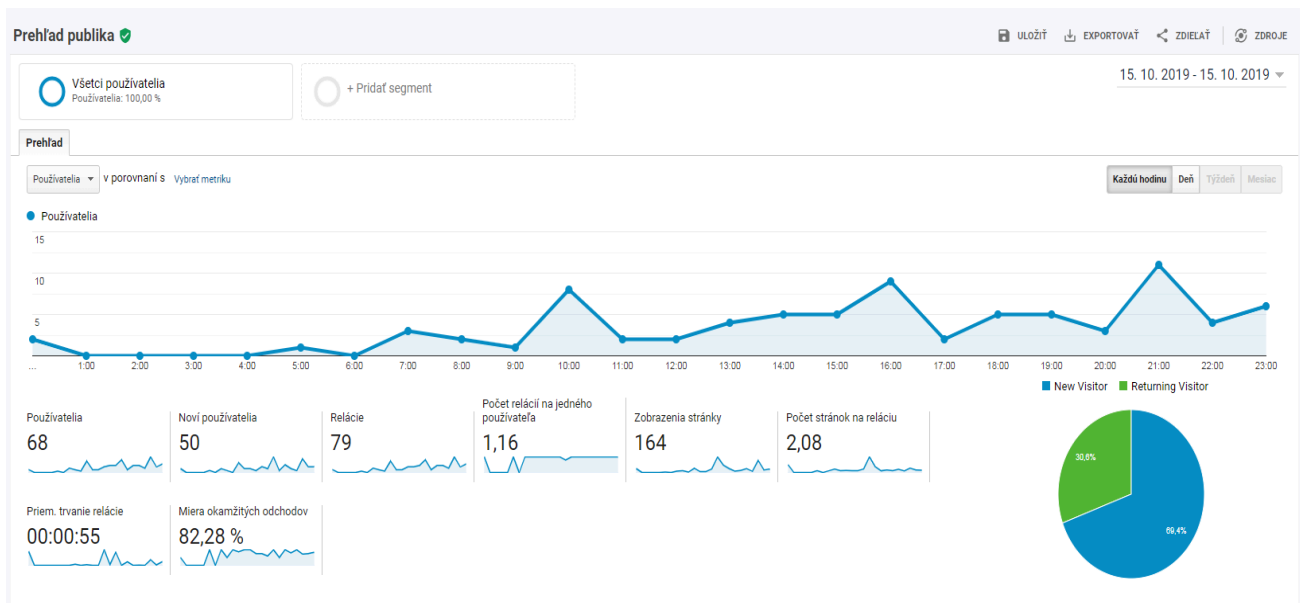 Prehľad publika
ULOŽIŤ EXPORTOVAŤ ZDIEĽAŤ ZDROJE
Všetci používatelia
Používatelia: 100,00 %
+ Pridať segment
15. 10. 2019 - 15. 10. 2019
Prehľad
Používatelia v porovnaní s Vybrať metriku
Každú hodinu Deň Týždeň Mesiac
Používatelia
15
10
5
... 1:00 2:00 3:00 4:00 5:00 6:00 7:00 8:00 9:00 10:00 11:00 12:00 13:00 14:00 15:00 16:00 17:00 18:00 19:00 20:00 21:00 22:00 23:00
New Visitor Returning Visitor
Používatelia
68
Noví používatelia
50
Relácie
79
Počet relácií na jedného
používateľa
1,16
Zobrazenia stránky
164
Počet stránok na reláciu
2,08
Priem. trvanie relácie
00:00:55
Miera okamžitých odchodov
82,28 %
30,6%
69,4%